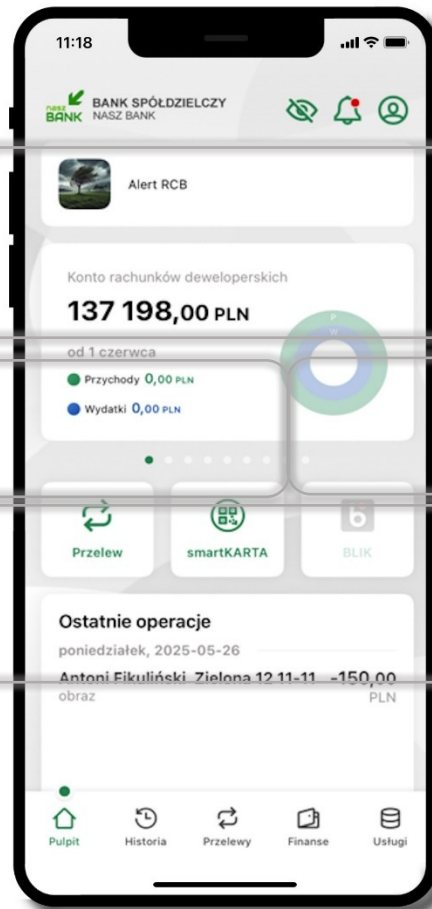 11:18
nasz
BANK
BANK SPÓŁDZIELCZY
NASZ BANK
Alert RCB
Konto rachunków deweloperskich
137 198,00 PLN
od 1 czerwca
Przychody 0,00 PLN
Wydatki 0,00 PLN
P
W
Przelew
smartKARTA
BLIK
Ostatnie operacje
poniedziałek, 2025-05-26
Antoni Fikuliński, Zielona 12 11-11 -150,00
obraz PLN
Pulpit
Historia
Przelewy
Finanse
Usługi